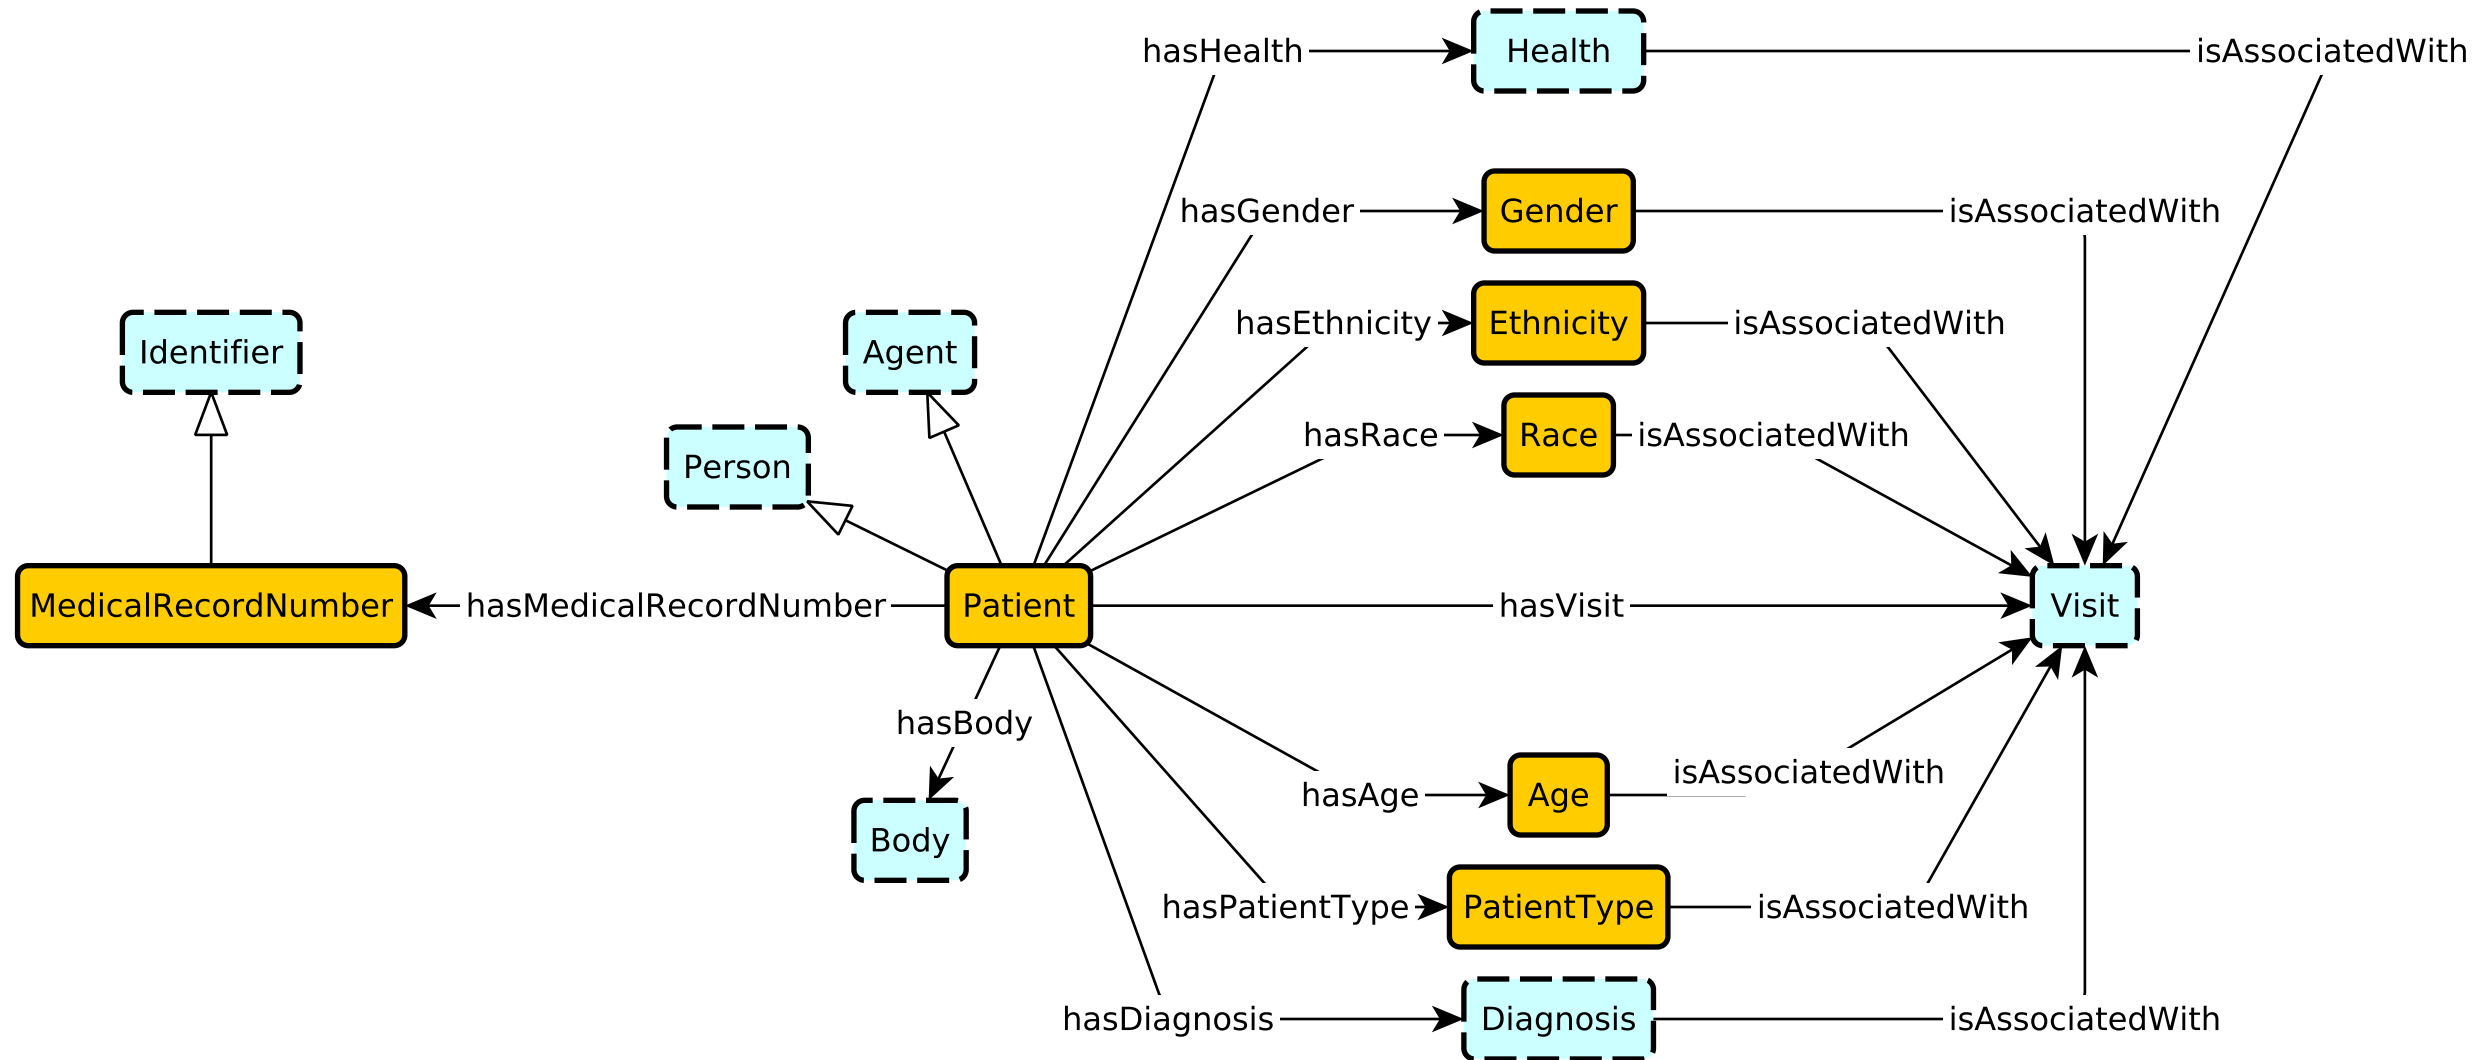 hasHealth
Health
isAssociatedWith
hasGender
Gender
isAssociatedWith
hasEthnicity
Ethnicity
isAssociatedWith
Identifier
Agent
hasRace
Race
isAssociatedWith
Person
MedicalRecordNumber
hasMedicalRecordNumber
Patient
hasVisit
Visit
hasBody
isAssociatedWith
hasAge
Age
Body
hasPatientType
PatientType
isAssociatedWith
hasDiagnosis
Diagnosis
isAssociatedWith